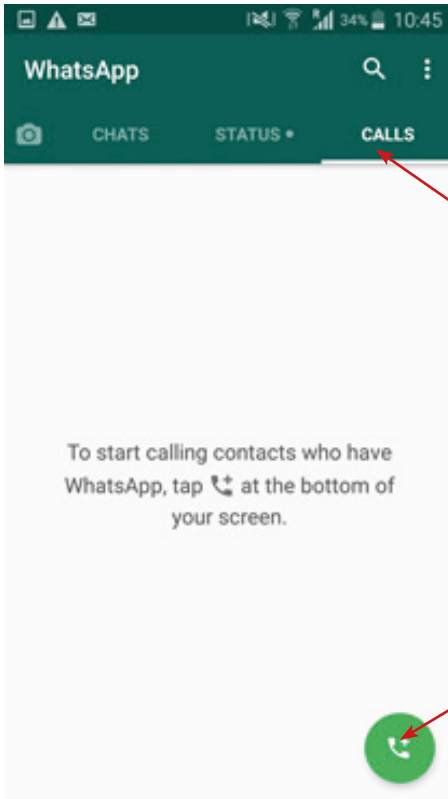 34% 10:45
WhatsApp
CHATS STATUS • CALLS
To start calling contacts who have
WhatsApp, tap at the bottom of
your screen.